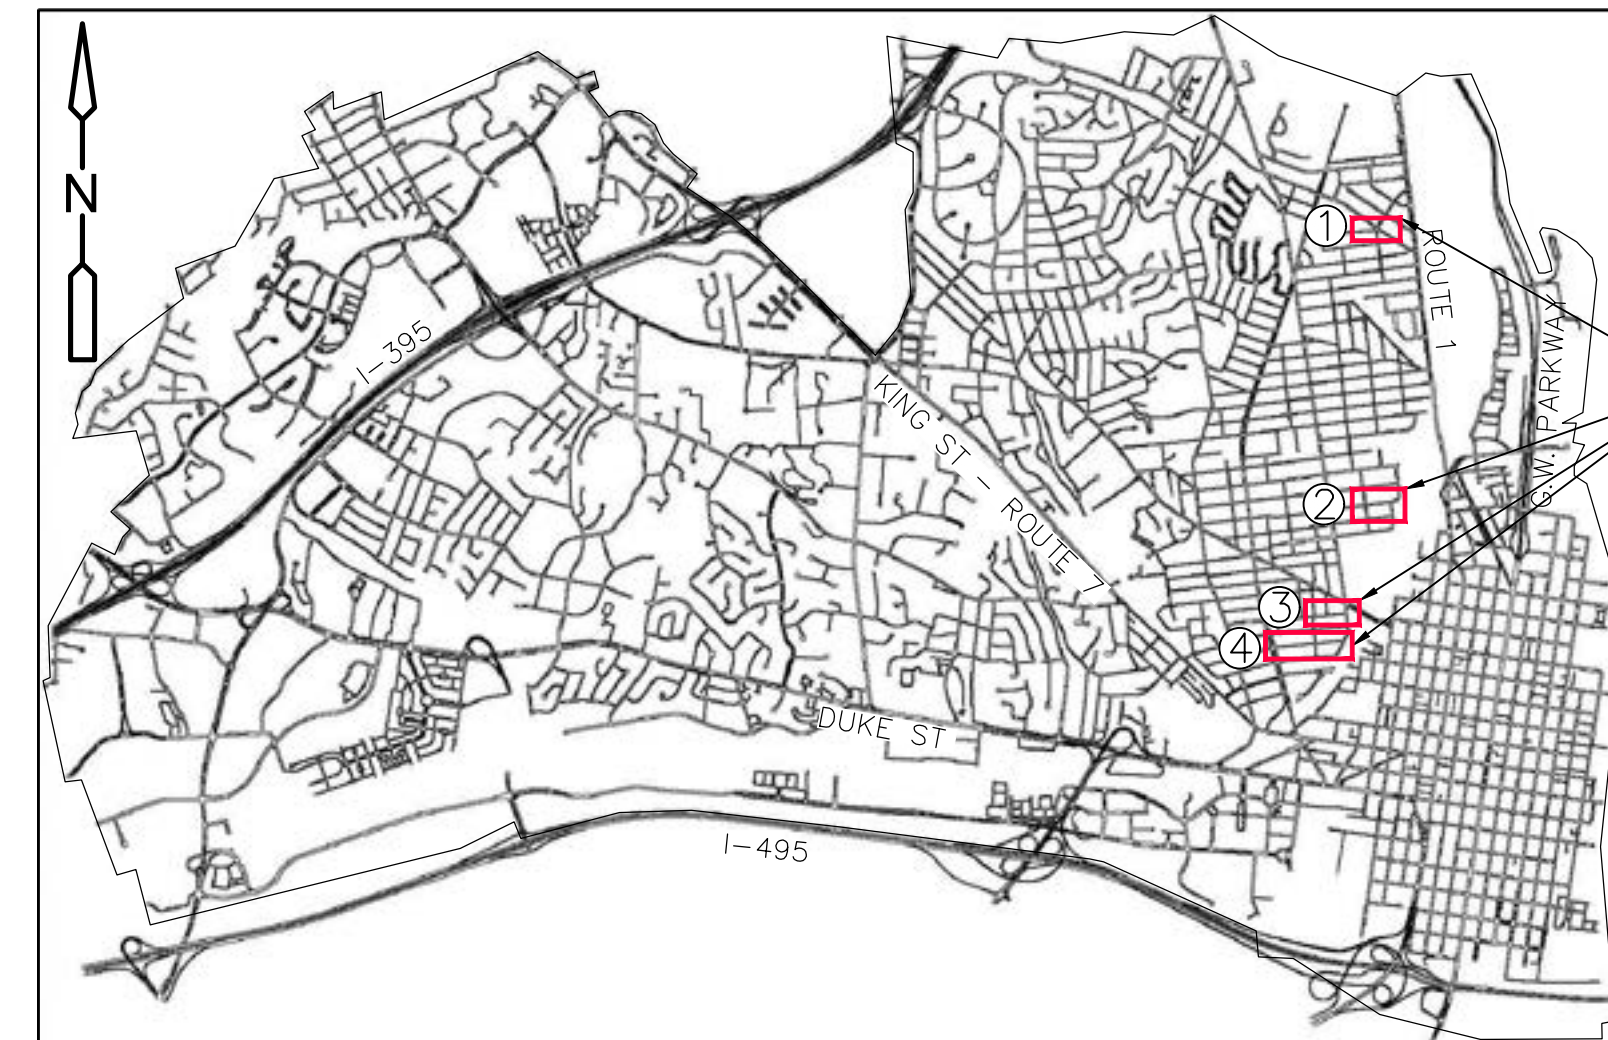 N
1
ROUTE 1
I-395
G.W. PARKWAY
KING ST - ROUTE 7
2
3
4
DUKE ST
I-495